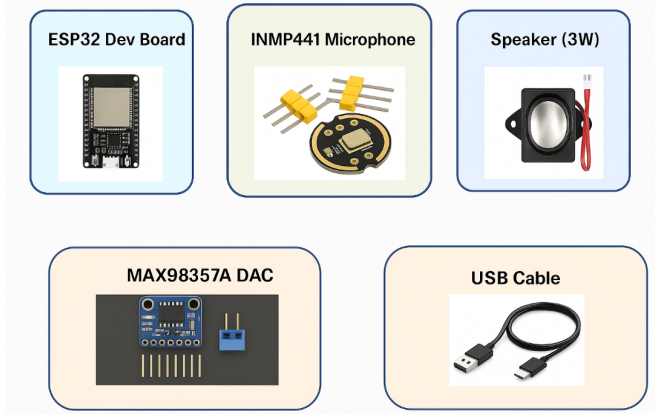 ESP32 Dev Board
INMP441 Microphone
Speaker (3W)
MAX98357A DAC
USB Cable